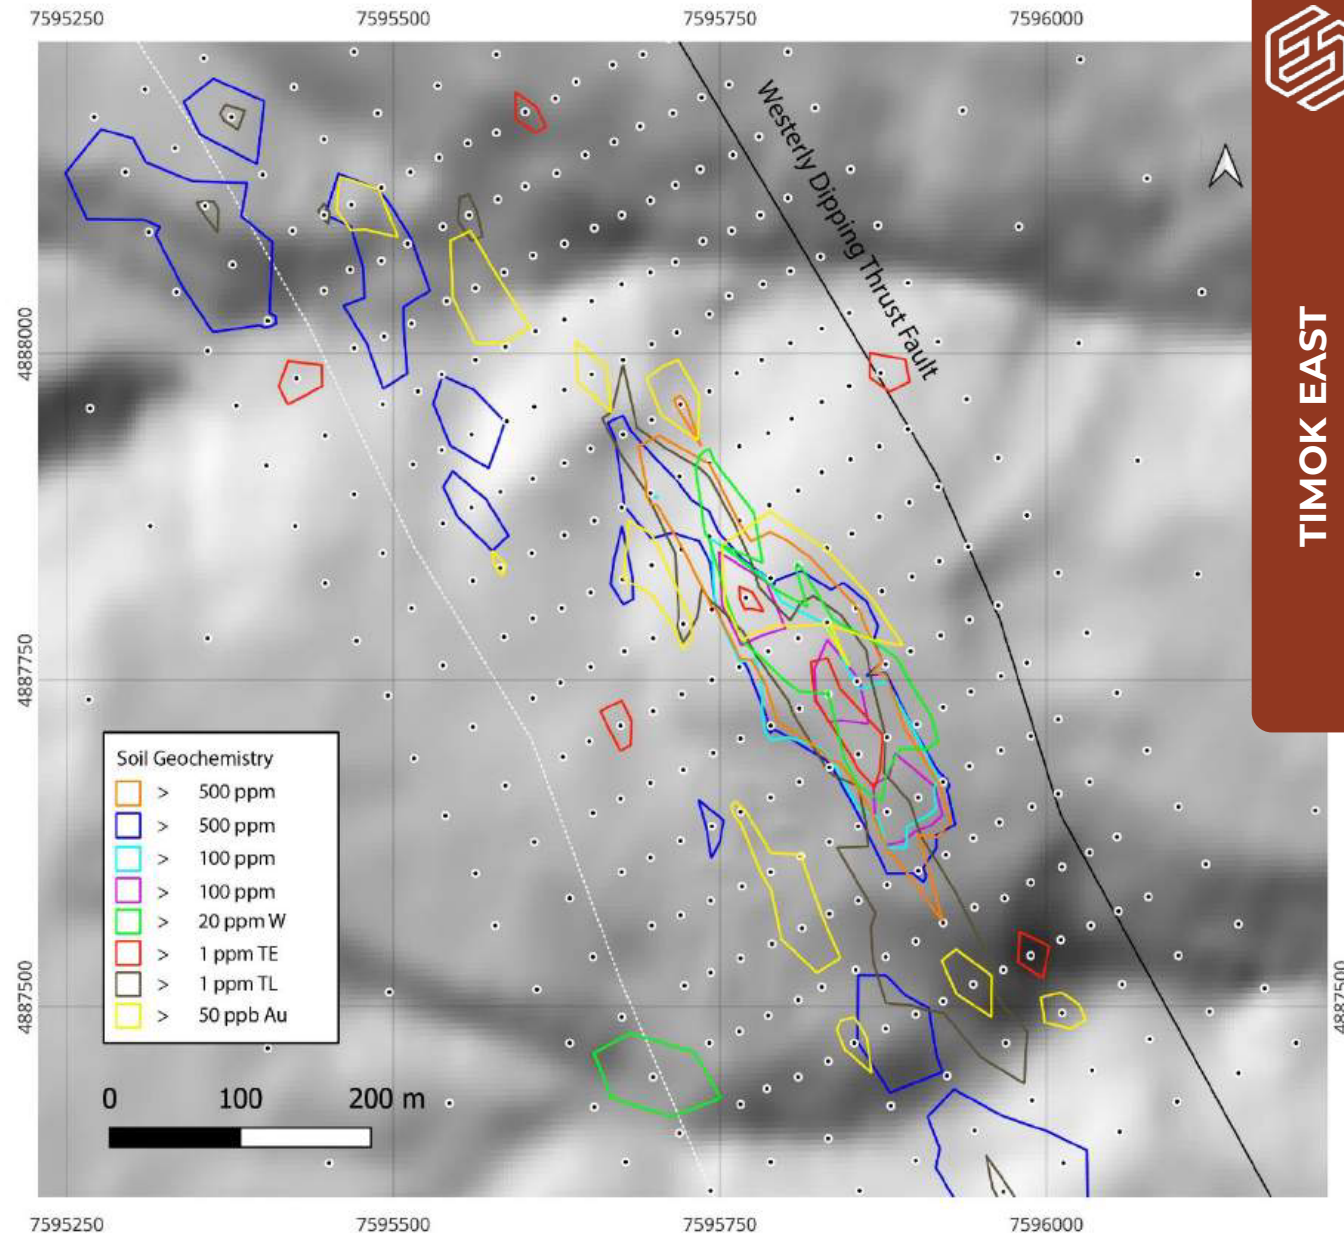 7595250 7595500 7595750 7596000
Westerly Dipping Thrust Fault
TIMOK EAST
4888000
4887750
4887500
4887500
Soil Geochemistry
> 500 ppm
> 500 ppm
> 100 ppm
> 100 ppm
> 20 ppm W
> 1 ppm TE
> 1 ppm TL
> 50 ppb Au
0 100 200 m
7595250 7595500 7595750 7596000